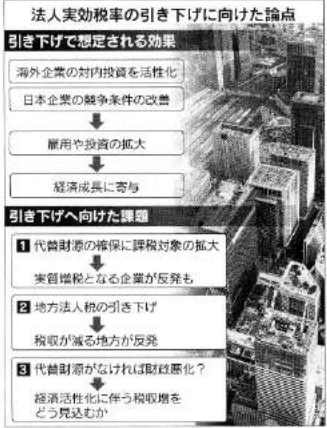 法人実効税率の引き下げに向けた論点
引き下げで想定される効果
海外企業の対内投資を活性化
日本企業の競争条件の改善
雇用や投資の拡大
経済成長に寄与
引き下げへ向けた課題
1 代替財源の確保に課税対象の拡大
実質増税となる企業が反発も
2 地方法人税の引き下げ
税収が減る地方が反発
3 代替財源がなければ財政悪化?
経済活性化に伴う税収増を
どう見込むか